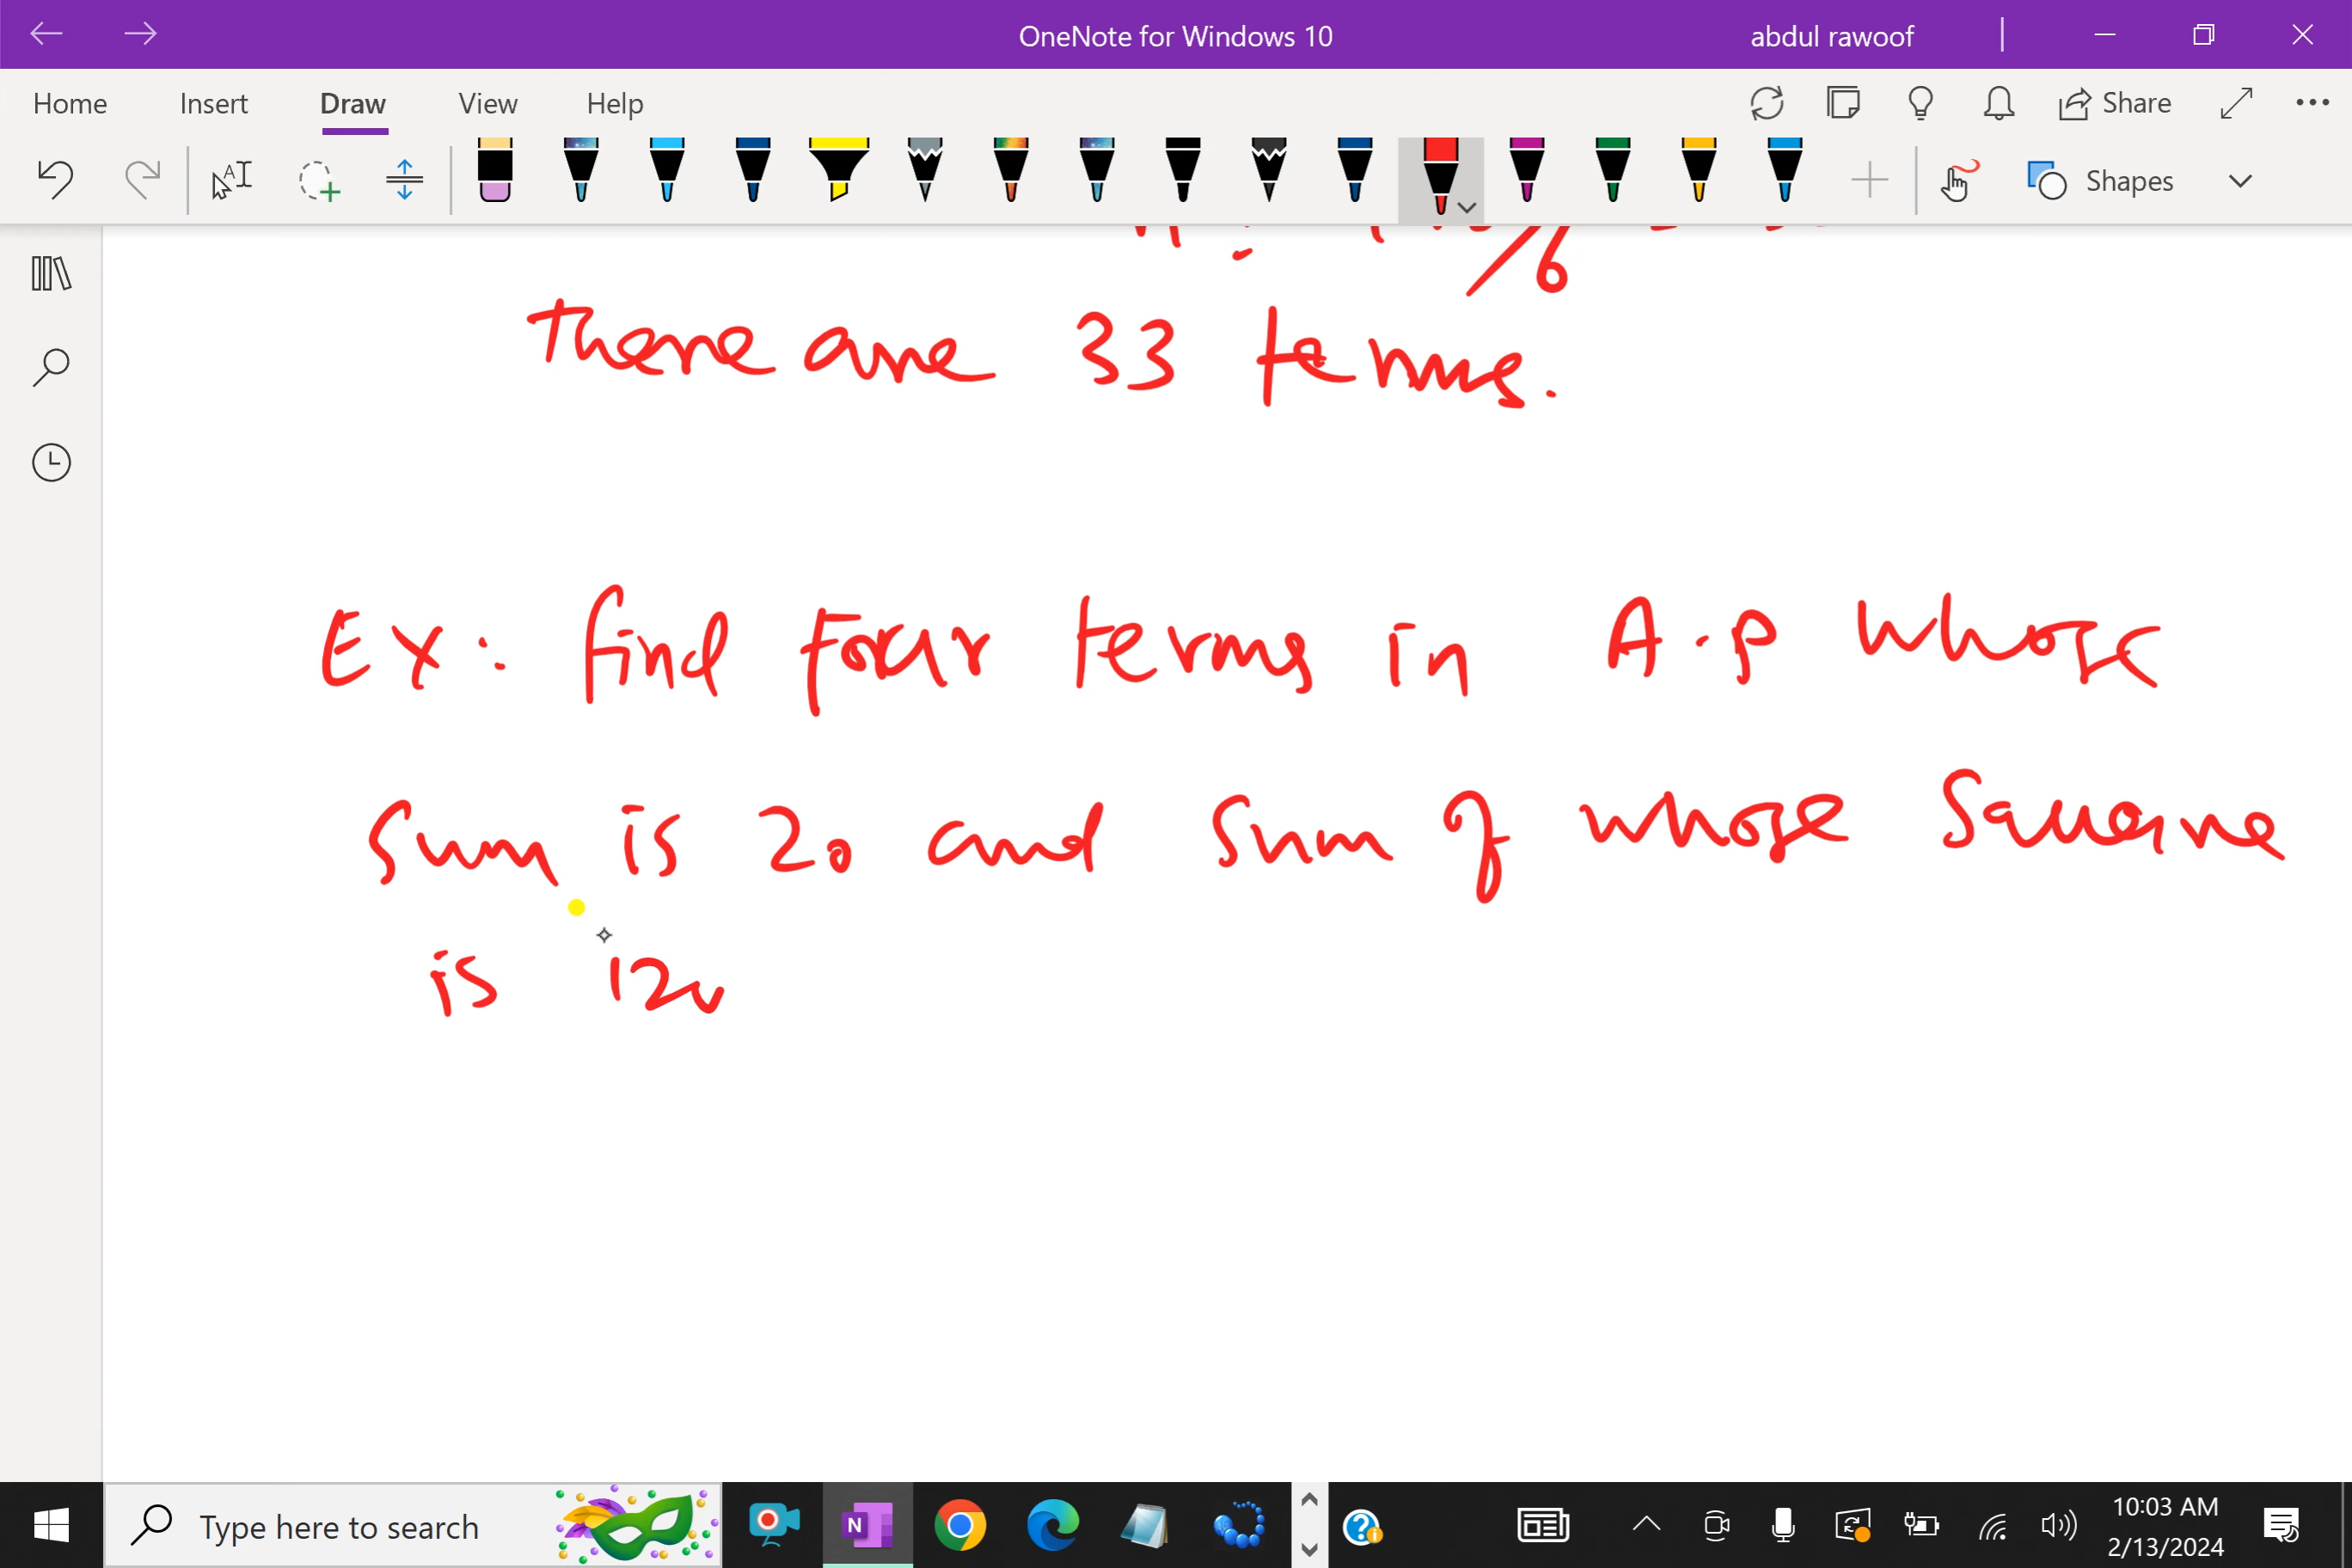 OneNote for Windows 10 abdul rawoof
Home Insert Draw View Help Share
Shapes
There are 33 terms.
Ex: find Four terms in A.P whose
Sum is 20 and sum of whose Square
is 120
Type here to search 10:03 AM
2/13/2024